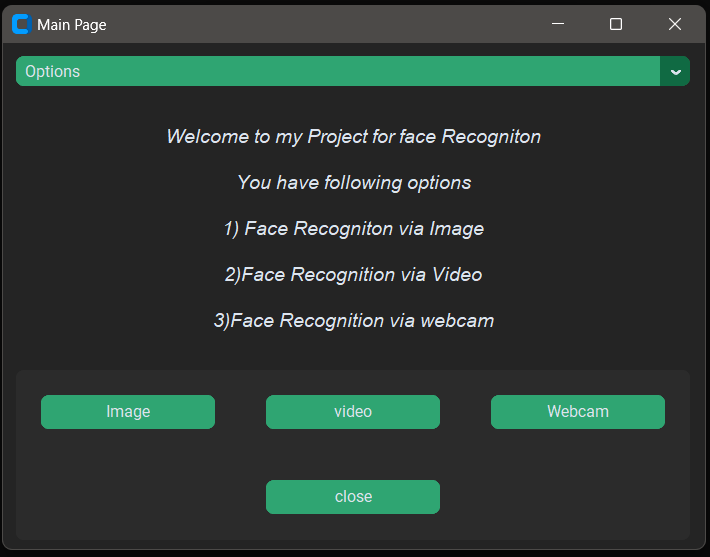 Main Page
Options
Welcome to my Project for face Recogniton
You have following options
1) Face Recogniton via Image
2)Face Recognition via Video
3)Face Recognition via webcam
Image
video
Webcam
close